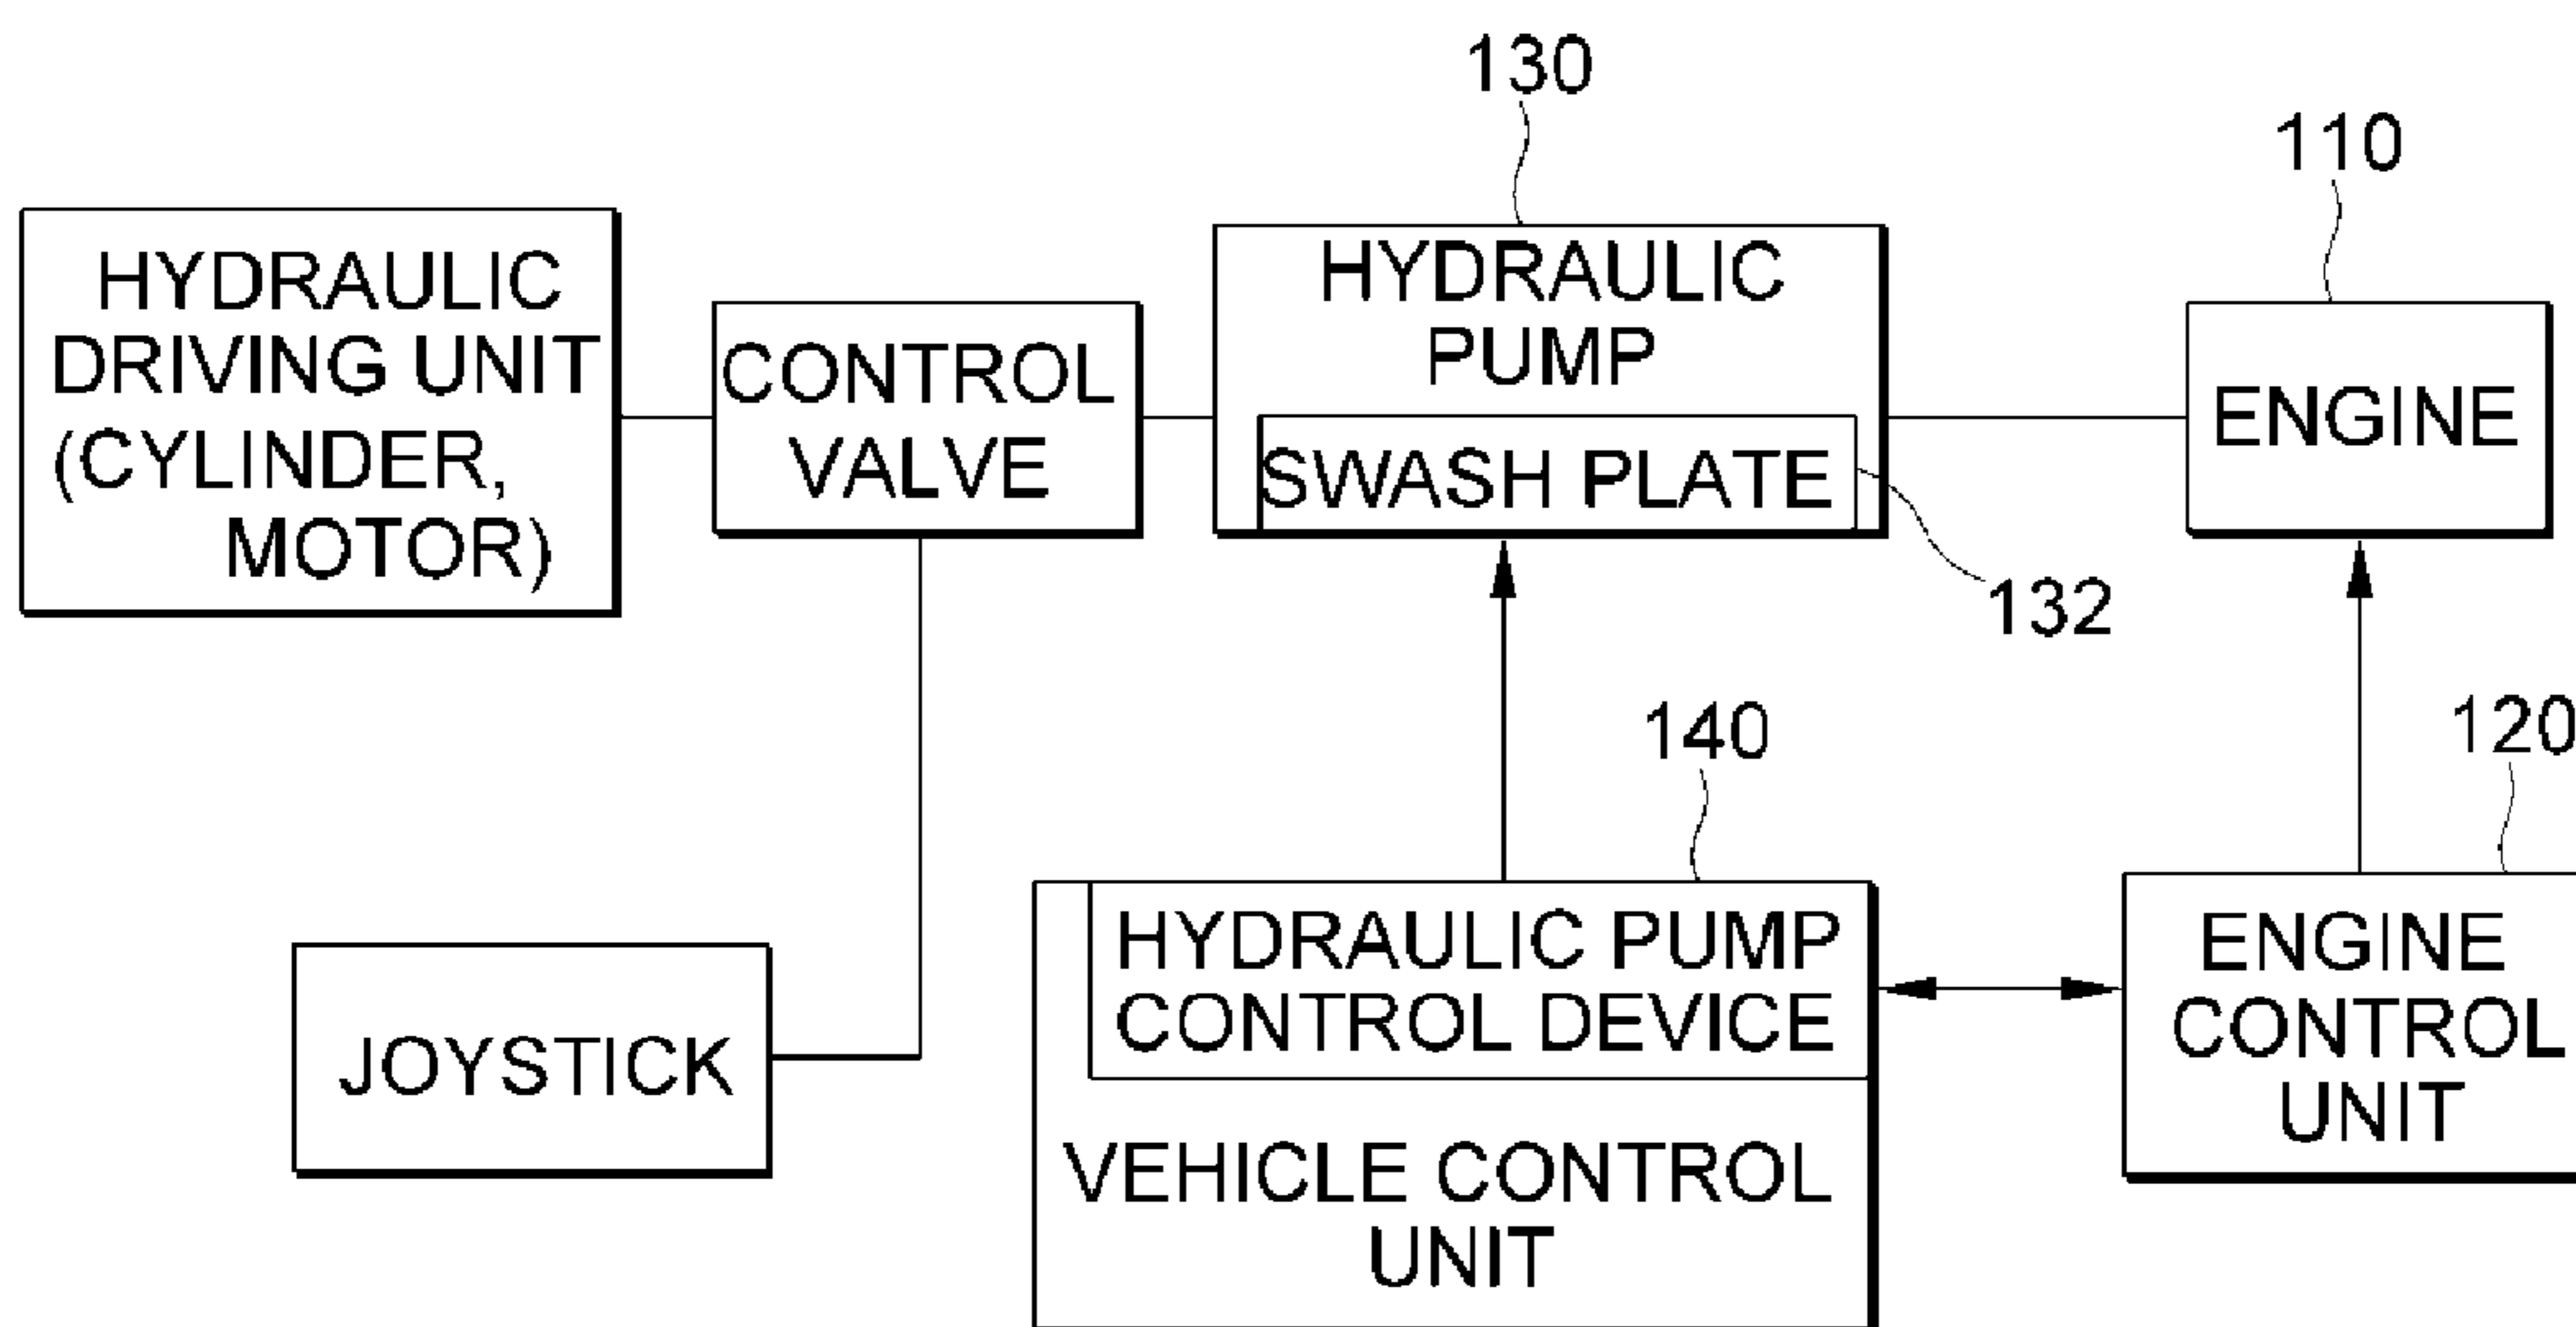 130
110
HYDRAULIC
DRIVING UNIT
(CYLINDER,
MOTOR)
CONTROL
VALVE
HYDRAULIC
PUMP
SWASH PLATE
ENGINE
132
140
120
JOYSTICK
HYDRAULIC PUMP
CONTROL DEVICE
VEHICLE CONTROL
UNIT
ENGINE
CONTROL
UNIT